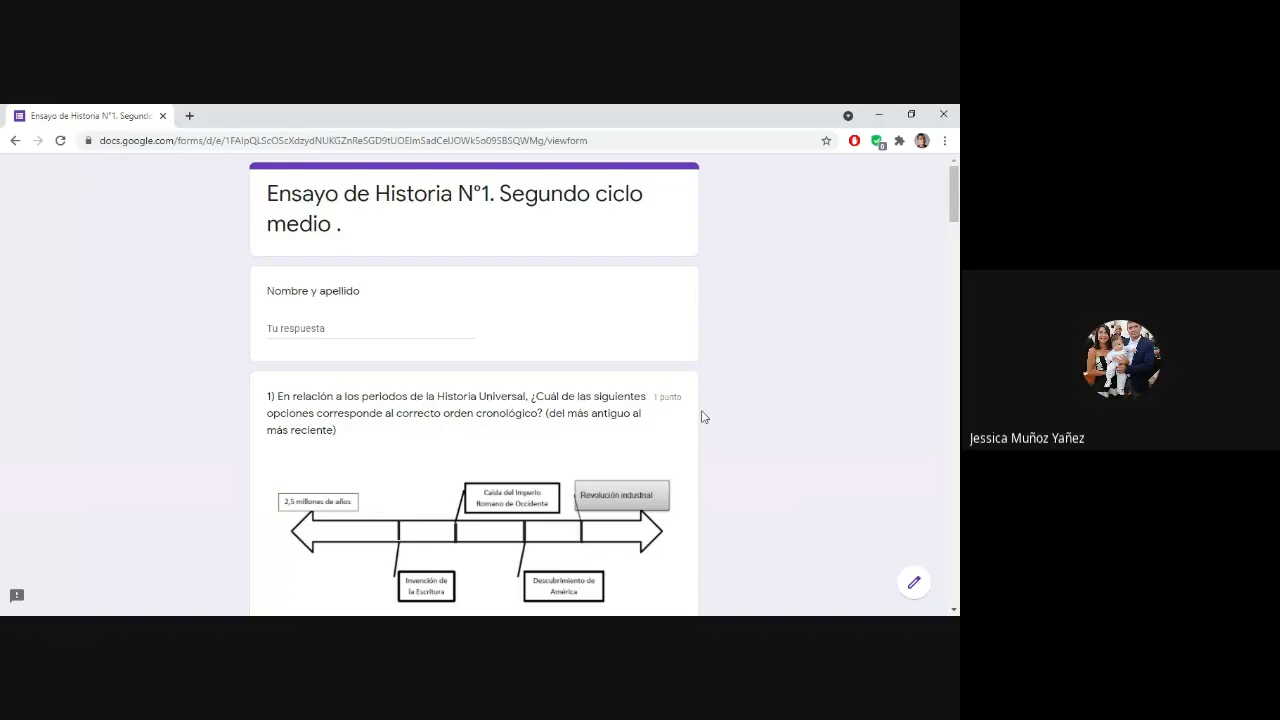 Ensayo de Historia N°1. Segundo
docs.google.com/forms/d/e/1FAIpQLScOScXdzydNUKGZnReSGD9tUOEImSadCelJOWk5o09SBSQWMg/viewform
Ensayo de Historia N°1. Segundo ciclo
medio .
Nombre y apellido
Tu respuesta
1) En relación a los periodos de la Historia Universal, ¿Cuál de las siguientes
1 punto
opciones corresponde al correcto orden cronológico? (del más antiguo al
más reciente)
2,5 millones de años
Caída del Imperio
Romano de Occidente
Revolución industrial
Invención de
la Escritura
Descubrimiento de
América
Jessica Muñoz Yañez